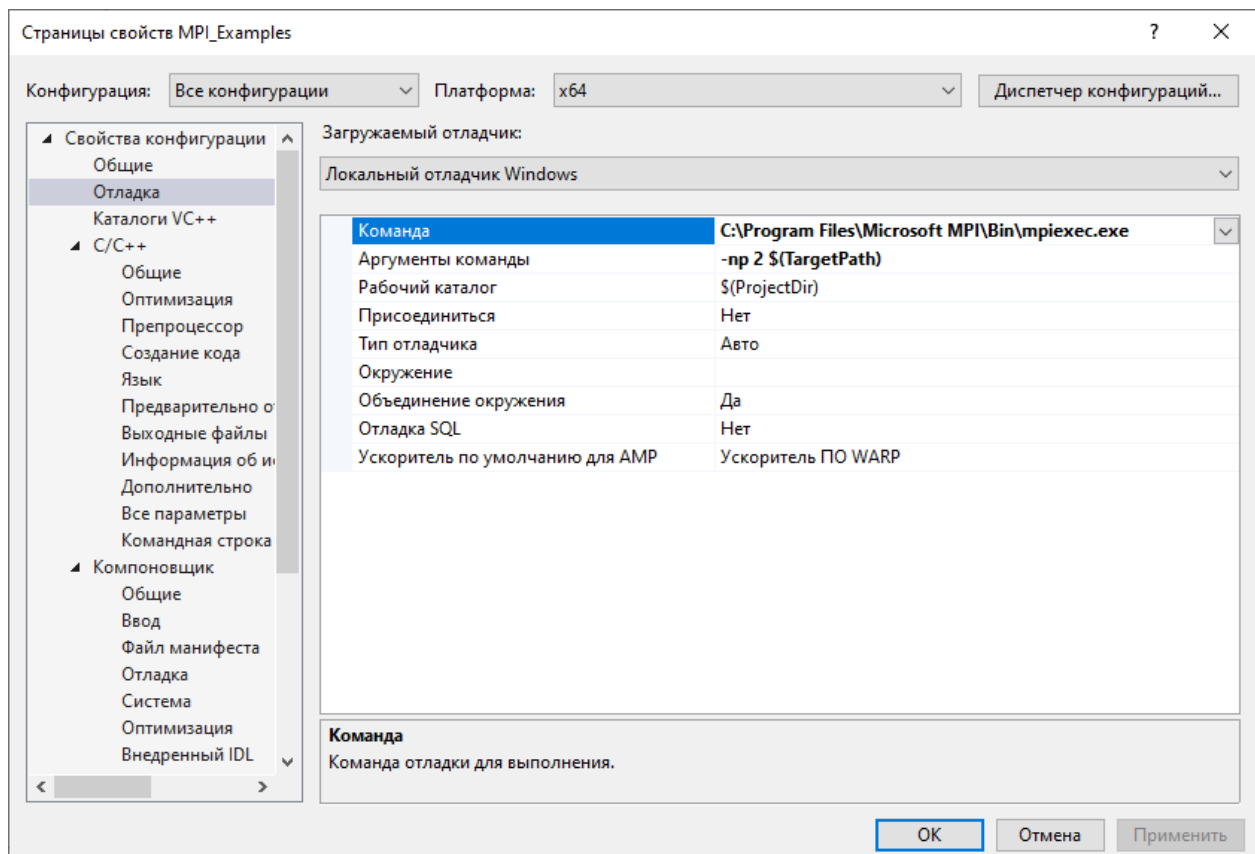 Страницы свойств MPI_Examples
?
Конфигурация: Все конфигурации Платформа: x64 Диспетчер конфигураций...
Свойства конфигурации
Общие
Отладка
Каталоги VC++
C/C++
Общие
Оптимизация
Препроцессор
Создание кода
Язык
Предварительно о
Выходные файлы
Информация об и
Дополнительно
Все параметры
Командная строка
Компоновщик
Общие
Ввод
Файл манифеста
Отладка
Система
Оптимизация
Внедренный IDL
Загружаемый отладчик:
Локальный отладчик Windows
Команда C:\Program Files\Microsoft MPI\Bin\mpiexec.exe
Аргументы команды -np 2 $(TargetPath)
Рабочий каталог $(ProjectDir)
Присоединиться Нет
Тип отладчика Авто
Окружение
Объединение окружения Да
Отладка SQL Нет
Ускоритель по умолчанию для AMP Ускоритель ПО WARP
Команда
Команда отладки для выполнения.
OK Отмена Применить